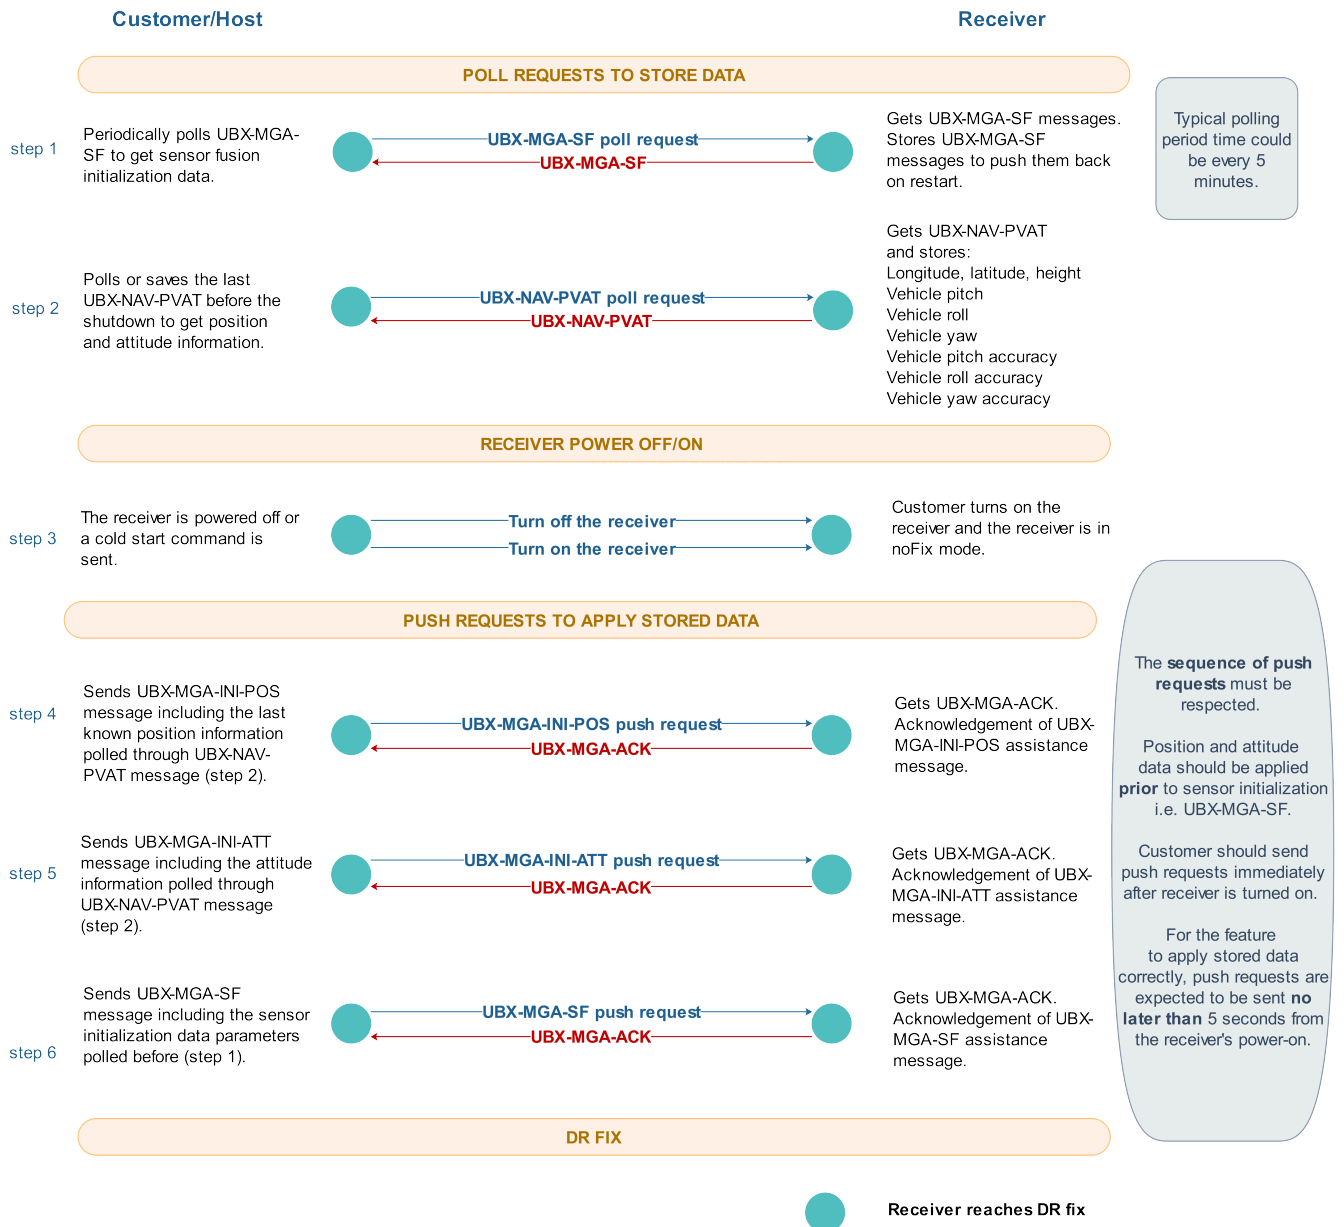 Customer/Host
Receiver
POLL REQUESTS TO STORE DATA
step 1
Periodically polls UBX-MGA-
SF to get sensor fusion
initialization data.
UBX-MGA-SF poll request
UBX-MGA-SF
Gets UBX-MGA-SF messages.
Stores UBX-MGA-SF
messages to push them back
on restart.
Typical polling
period time could
be every 5
minutes.
step 2
Polls or saves the last
UBX-NAV-PVAT before the
shutdown to get position
and attitude information.
UBX-NAV-PVAT poll request
UBX-NAV-PVAT
Gets UBX-NAV-PVAT
and stores:
Longitude, latitude, height
Vehicle pitch
Vehicle roll
Vehicle yaw
Vehicle pitch accuracy
Vehicle roll accuracy
Vehicle yaw accuracy
RECEIVER POWER OFF/ON
step 3
The receiver is powered off or
a cold start command is
sent.
Turn off the receiver
Turn on the receiver
Customer turns on the
receiver and the receiver is in
noFix mode.
PUSH REQUESTS TO APPLY STORED DATA
step 4
Sends UBX-MGA-INI-POS
message including the last
known position information
polled through UBX-NAV-
PVAT message (step 2).
UBX-MGA-INI-POS push request
UBX-MGA-ACK
Gets UBX-MGA-ACK.
Acknowledgement of UBX-
MGA-INI-POS assistance
message.
step 5
Sends UBX-MGA-INI-ATT
message including the attitude
information polled through
UBX-NAV-PVAT message
(step 2).
UBX-MGA-INI-ATT push request
UBX-MGA-ACK
Gets UBX-MGA-ACK.
Acknowledgement of UBX-
MGA-INI-ATT assistance
message.
step 6
Sends UBX-MGA-SF
message including the sensor
initialization data parameters
polled before (step 1).
UBX-MGA-SF push request
UBX-MGA-ACK
Gets UBX-MGA-ACK.
Acknowledgement of UBX-
MGA-SF assistance
message.
The sequence of push
requests must be
respected.
Position and attitude
data should be applied
prior to sensor initialization
i.e. UBX-MGA-SF.
Customer should send
push requests immediately
after receiver is turned on.
For the feature
to apply stored data
correctly, push requests are
expected to be sent no
later than 5 seconds from
the receiver's power-on.
DR FIX
Receiver reaches DR fix